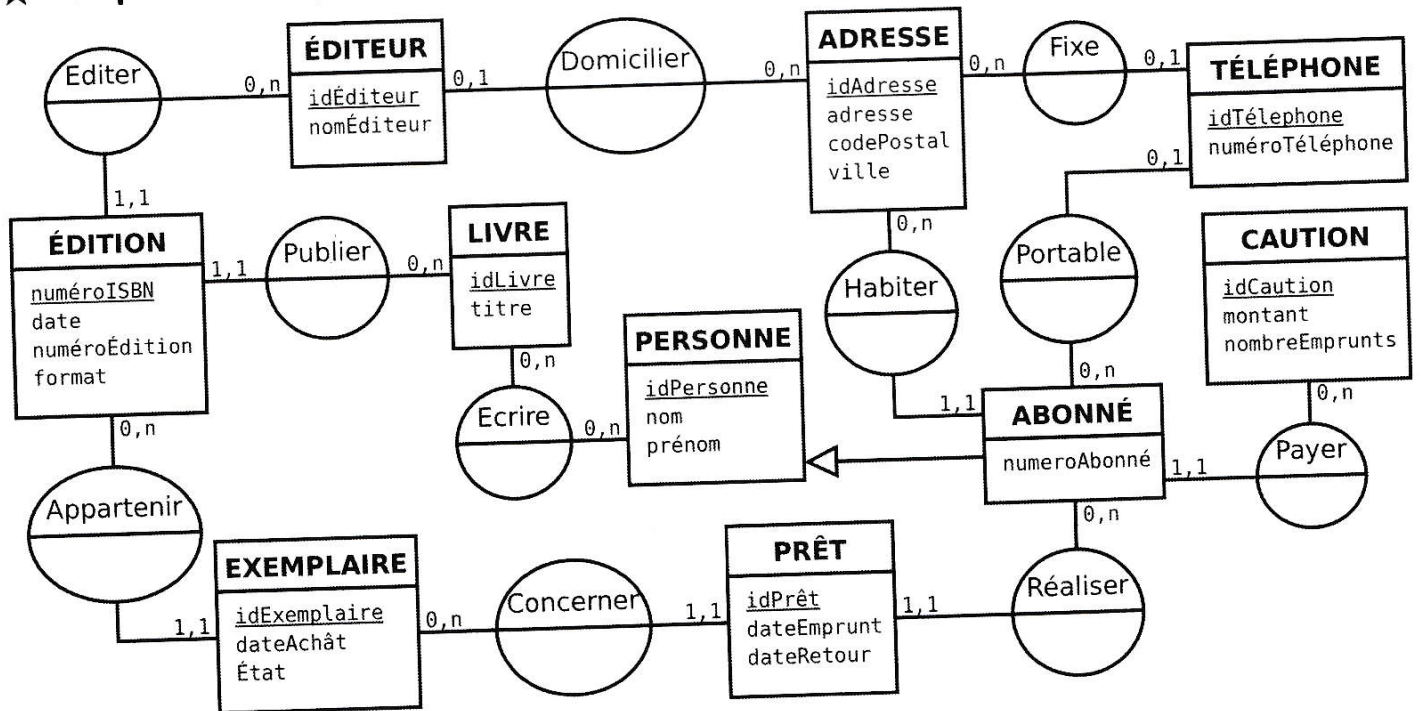 Editer
0,n
1,1
ÉDITEUR
idÉditeur
nomÉditeur
0,1
Domicilier
0,n
ADRESSE
idAdresse
adresse
codePostal
ville
0,n
Fixe
0,1
TÉLÉPHONE
idTélephone
numéroTéléphone
0,1
Portable
0,n
ÉDITION
numéroISBN
date
numéroÉdition
format
1,1
Publier
0,n
LIVRE
idLivre
titre
0,n
Ecrire
0,n
PERSONNE
idPersonne
nom
prénom
0,n
Habiter
1,1
ABONNÉ
numeroAbonné
CAUTION
idCaution
montant
nombreEmprunts
0,n
Payer
1,1
0,n
Appartenir
1,1
EXEMPLAIRE
idExemplaire
dateAchât
État
0,n
Concerner
1,1
PRÊT
idPrêt
dateEmprunt
dateRetour
1,1
Réaliser
0,n